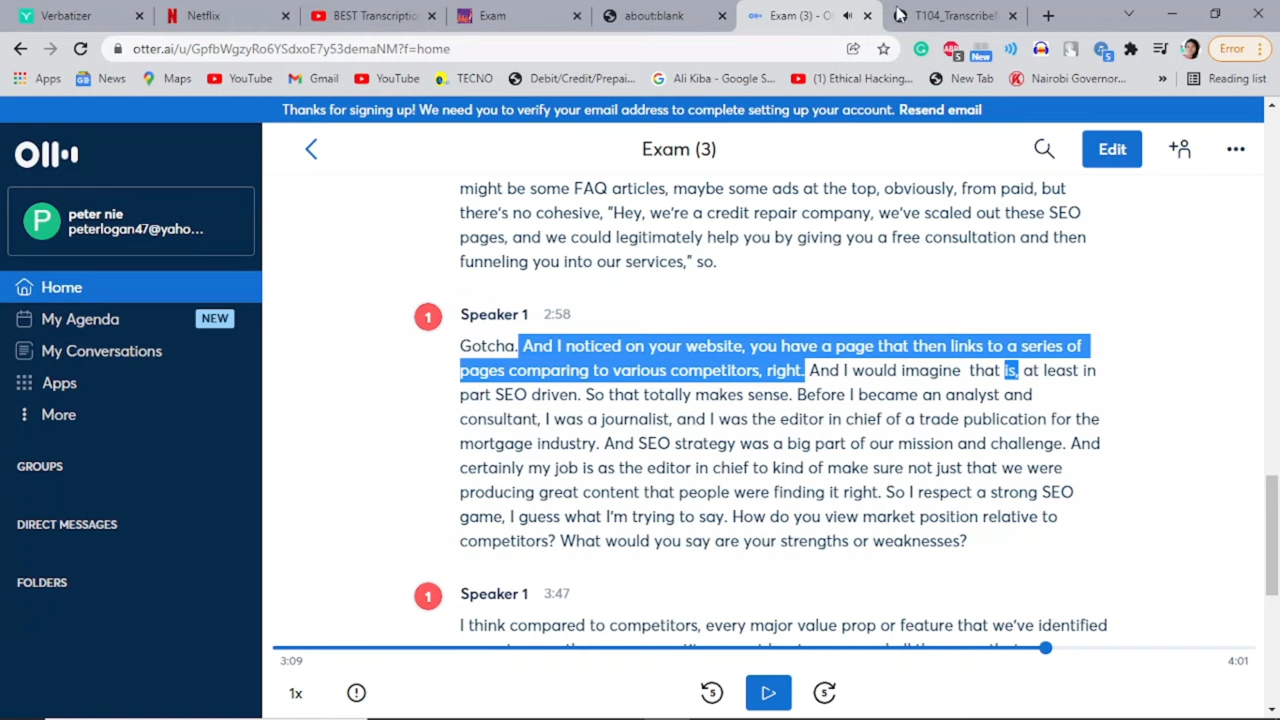 Verbatizer
Netflix
BEST Transcriptio
Exam
about:blank
Exam (3) - Ot
T104_TranscribeM
otter.ai/u/GpfbWgzyRo6YSdxoE7y53demaNM?f=home
New
Error
Apps
News
Maps
YouTube
Gmail
YouTube
TECNO
Debit/Credit/Prepai...
Ali Kiba - Google S...
(1) Ethical Hacking...
New Tab
Nairobi Governor...
»
Reading list
Thanks for signing up! We need you to verify your email address to complete setting up your account. Resend email
Exam (3)
Edit
P
peter nie
peterlogan47@yaho...
Home
My Agenda
NEW
My Conversations
Apps
More
GROUPS
DIRECT MESSAGES
FOLDERS
might be some FAQ articles, maybe some ads at the top, obviously, from paid, but
there's no cohesive, "Hey, we're a credit repair company, we've scaled out these SEO
pages, and we could legitimately help you by giving you a free consultation and then
funneling you into our services," so.
1
Speaker 1 2:58
Gotcha. And I noticed on your website, you have a page that then links to a series of
pages comparing to various competitors, right. And I would imagine that is, at least in
part SEO driven. So that totally makes sense. Before I became an analyst and
consultant, I was a journalist, and I was the editor in chief of a trade publication for the
mortgage industry. And SEO strategy was a big part of our mission and challenge. And
certainly my job is as the editor in chief to kind of make sure not just that we were
producing great content that people were finding it right. So I respect a strong SEO
game, I guess what I'm trying to say. How do you view market position relative to
competitors? What would you say are your strengths or weaknesses?
1
Speaker 1 3:47
I think compared to competitors, every major value prop or feature that we've identified
3:09
4:01
1x
5
5